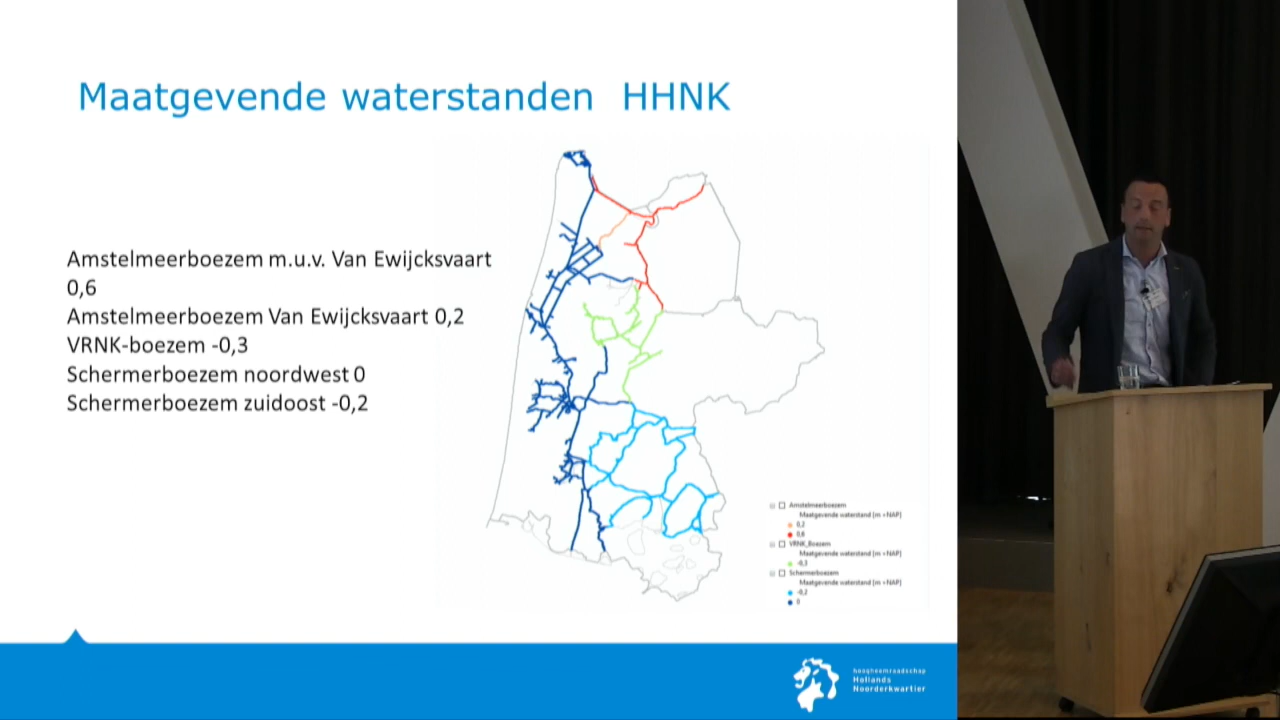 Maatgevende waterstanden HHNK
Amstelmeerboezem m.u.v. Van Ewijcksvaart
0,6
Amstelmeerboezem Van Ewijcksvaart 0,2
VRNK-boezem -0,3
Schermerboezem noordwest 0
Schermerboezem zuidoost -0,2
Amstelmeerboezem
Maatgevende waterstand [m +NAP]
0,2
0,6
VRNK_Boezem
Maatgevende waterstand [m +NAP]
-0,3
Schermerboezem
Maatgevende waterstand [m +NAP]
-0,2
0
hoogheemraadschap
Hollands
Noorderkwartier